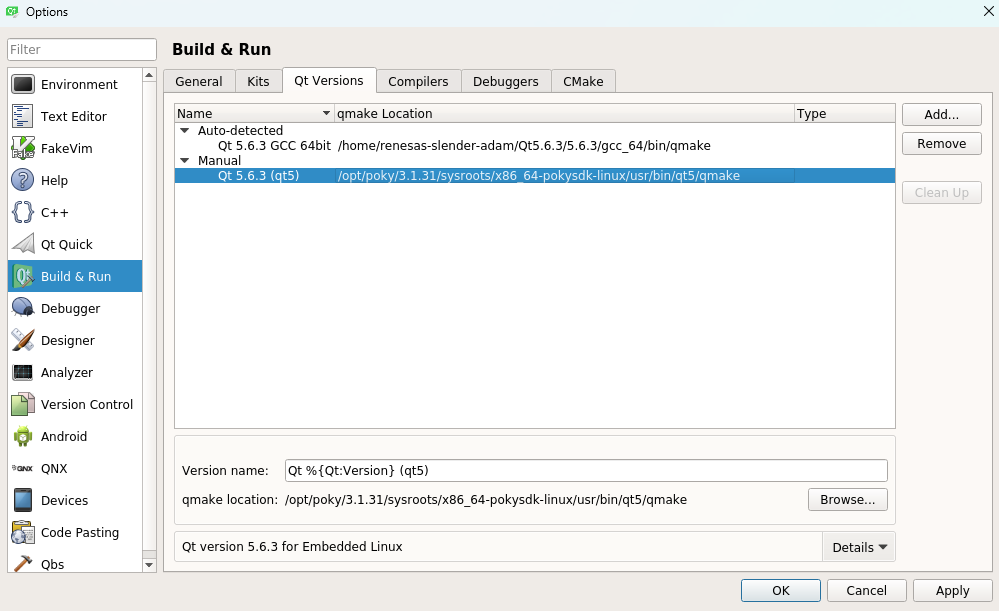 Options
Filter
Environment
Text Editor
FakeVim
Help
C++
Qt Quick
Build & Run
Debugger
Designer
Analyzer
Version Control
Android
QNX
Devices
Code Pasting
Qbs
Build & Run
General Kits Qt Versions Compilers Debuggers CMake
Name qmake Location Type
Auto-detected
Qt 5.6.3 GCC 64bit /home/renesas-slender-adam/Qt5.6.3/5.6.3/gcc_64/bin/qmake
Manual
Qt 5.6.3 (qt5) /opt/poky/3.1.31/sysroots/x86_64-pokysdk-linux/usr/bin/qt5/qmake
Add...
Remove
Clean Up
Version name: Qt %{Qt:Version} (qt5)
qmake location: /opt/poky/3.1.31/sysroots/x86_64-pokysdk-linux/usr/bin/qt5/qmake Browse...
Qt version 5.6.3 for Embedded Linux Details
OK Cancel Apply